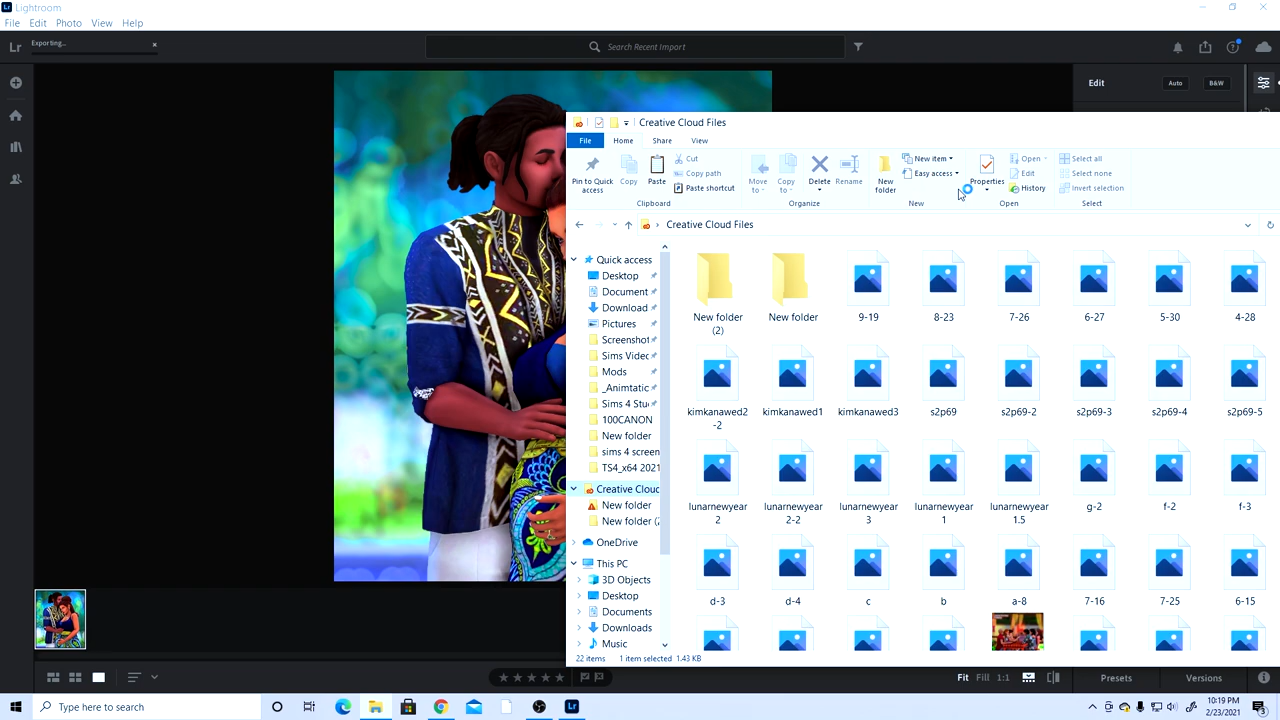 Lightroom
File Edit Photo View Help
Lr Exporting...
Search Recent Import
Edit Auto B&W
Creative Cloud Files
File Home Share View
Pin to Quick access
Copy
Paste
Cut
Copy path
Paste shortcut
Move to
Copy to
Delete
Rename
New folder
New item
Easy access
Properties
Open
Edit
History
Select all
Select none
Invert selection
Clipboard Organize New Open Select
Creative Cloud Files
Quick access
Desktop
Document
Download
Pictures
Screenshot
Sims Video
Mods
_Animatic
Sims 4 Stu
100CANON
New folder
sims 4 screen
TS4_x64 2021
Creative Cloud
New folder
New folder (2
OneDrive
This PC
3D Objects
Desktop
Documents
Downloads
Music
New folder (2) New folder 9-19 8-23 7-26 6-27 5-30 4-28
kimkanawed2-2 kimkanawed1 kimkanawed3 s2p69 s2p69-2 s2p69-3 s2p69-4 s2p69-5
lunarnewyear2 lunarnewyear2-2 lunarnewyear3 lunarnewyear1 lunarnewyear1.5 g-2 f-2 f-3
d-3 d-4 c b a-8 7-16 7-25 6-15
22 items 1 item selected 1.43 KB
Fit Fill 1:1
Presets Versions
Type here to search
Lr
10:19 PM
2/23/2021
3